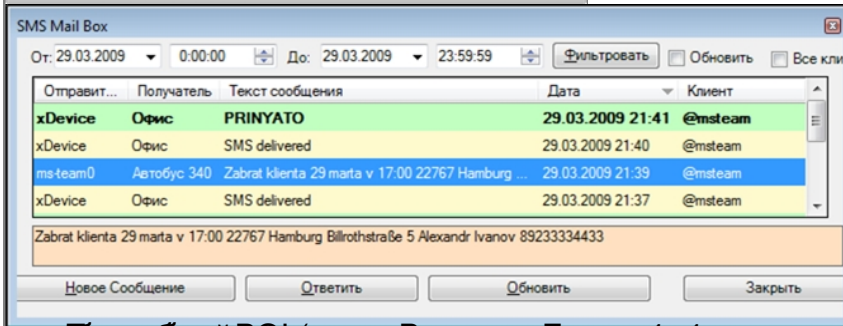 SMS Mail Box
От: 29.03.2009 0:00:00 До: 29.03.2009 23:59:59 Фильтровать Обновить Все кли
Отправит... Получатель Текст сообщения Дата Клиент
xDevice Офис PRINYATO 29.03.2009 21:41 @msteam
xDevice Офис SMS delivered 29.03.2009 21:40 @msteam
ms-team0 Автобус 340 Zabrat klienta 29 marta v 17:00 22767 Hamburg ... 29.03.2009 21:39 @msteam
xDevice Офис SMS delivered 29.03.2009 21:37 @msteam
Zabrat klienta 29 marta v 17:00 22767 Hamburg Billrothstraße 5 Alexandr Ivanov 89233334433
Новое Сообщение Ответить Обновить Закрыть